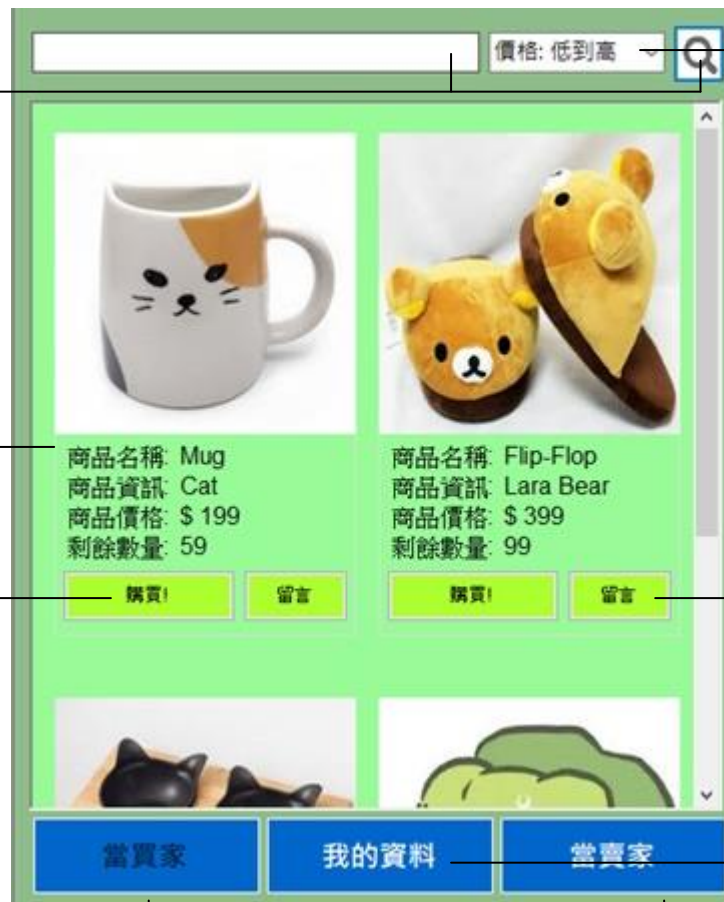 價格: 低到高
商品名稱: Mug
商品資訊: Cat
商品價格: $ 199
剩餘數量: 59
購買!
留言
商品名稱: Flip-Flop
商品資訊: Lara Bear
商品價格: $ 399
剩餘數量: 99
購買!
留言
當買家
我的資料
當賣家